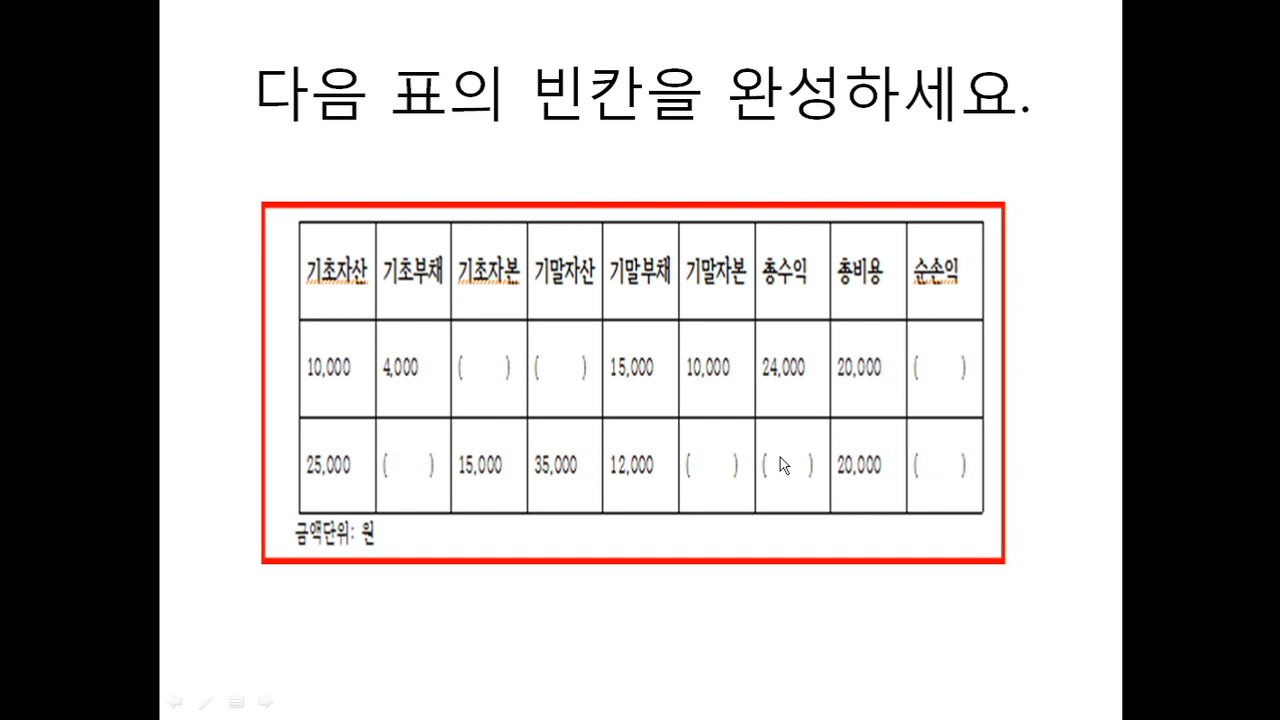 다음 표의 빈칸을 완성하세요.
기초자산 기초부채 기초자본 기말자산 기말부채 기말자본 총수익 총비용 순손익
10,000 4,000 ( ) ( ) 15,000 10,000 24,000 20,000 ( )
25,000 ( ) 15,000 35,000 12,000 ( ) ( ) 20,000 ( )
금액단위: 원